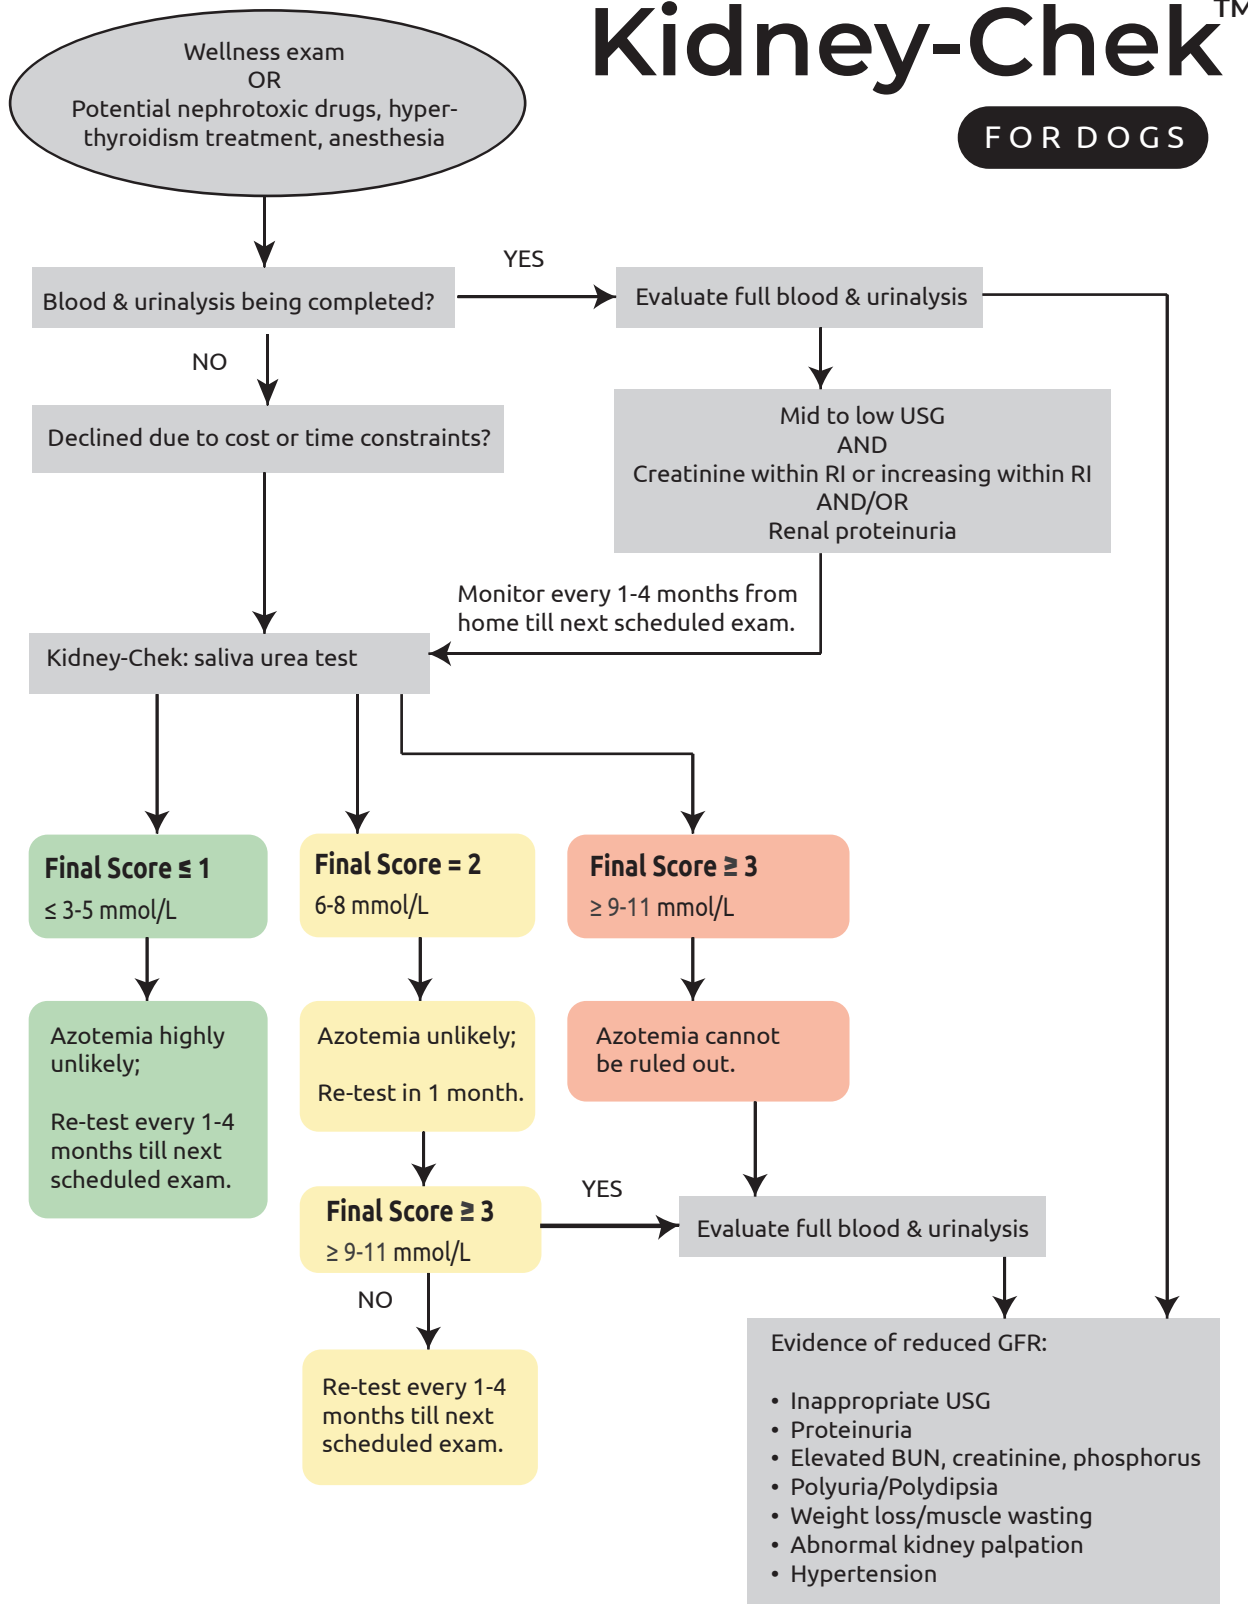 Kidney-Chek™
FOR DOGS
Wellness exam
OR
Potential nephrotoxic drugs, hyper-
thyroidism treatment, anesthesia
Blood & urinalysis being completed?
YES
Evaluate full blood & urinalysis
NO
Declined due to cost or time constraints?
Mid to low USG
AND
Creatinine within RI or increasing within RI
AND/OR
Renal proteinuria
Monitor every 1-4 months from
home till next scheduled exam.
Kidney-Chek: saliva urea test
Final Score ≤ 1
≤ 3-5 mmol/L
Final Score = 2
6-8 mmol/L
Final Score ≥ 3
≥ 9-11 mmol/L
Azotemia highly
unlikely;
Re-test every 1-4
months till next
scheduled exam.
Azotemia unlikely;
Re-test in 1 month.
Azotemia cannot
be ruled out.
Final Score ≥ 3
≥ 9-11 mmol/L
YES
Evaluate full blood & urinalysis
NO
Re-test every 1-4
months till next
scheduled exam.
Evidence of reduced GFR:
• Inappropriate USG
• Proteinuria
• Elevated BUN, creatinine, phosphorus
• Polyuria/Polydipsia
• Weight loss/muscle wasting
• Abnormal kidney palpation
• Hypertension